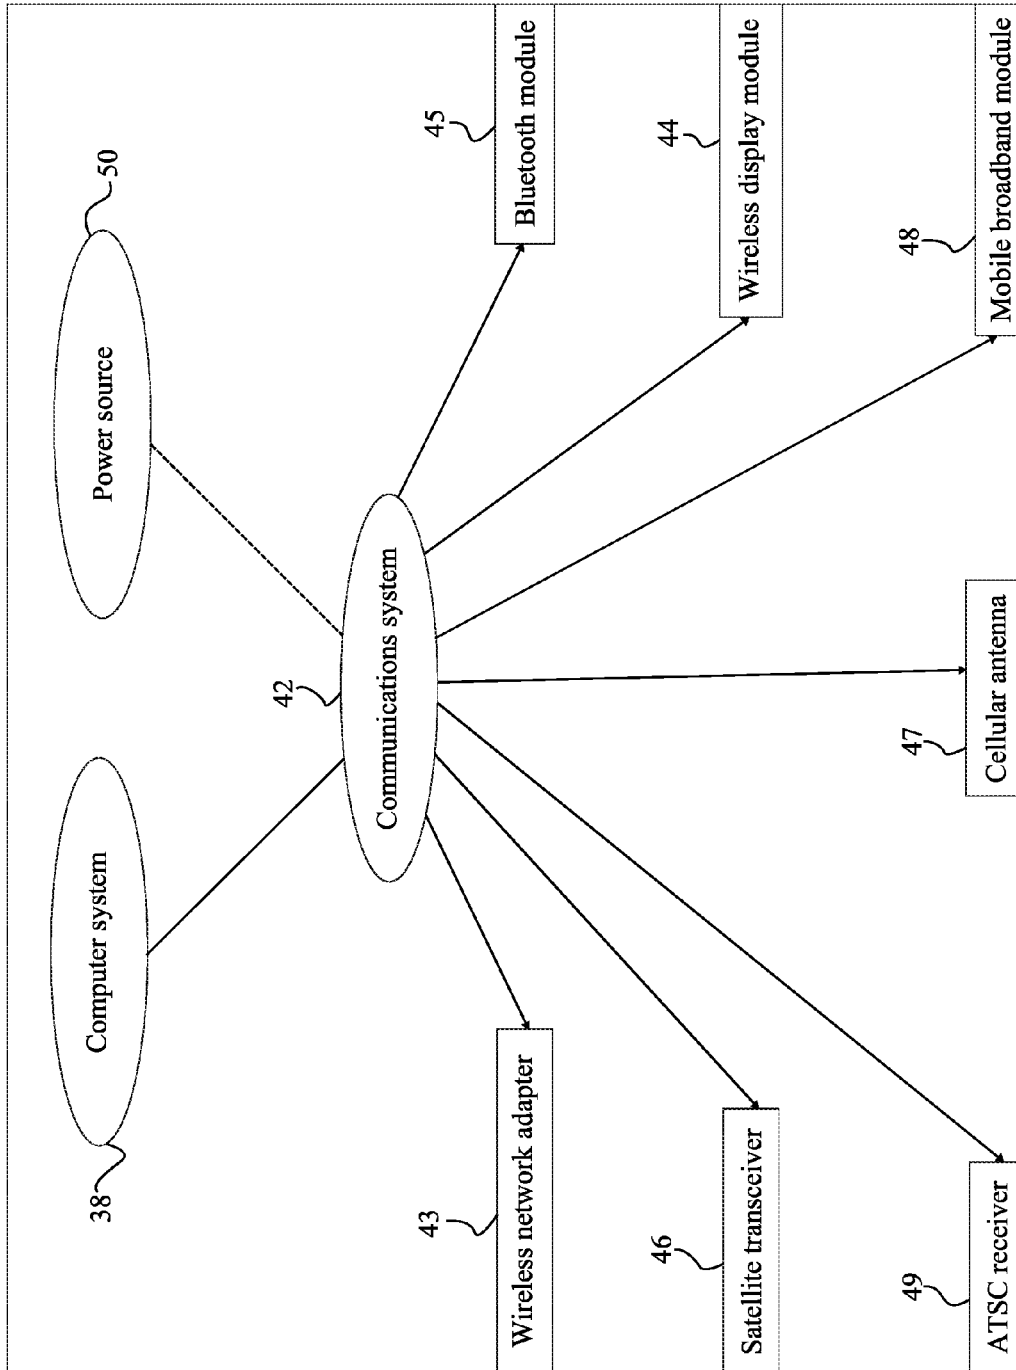 38
Computer system
50
Power source
42
Communications system
43
Wireless network adapter
45
Bluetooth module
46
Satellite transceiver
44
Wireless display module
49
ATSC receiver
47
Cellular antenna
48
Mobile broadband module